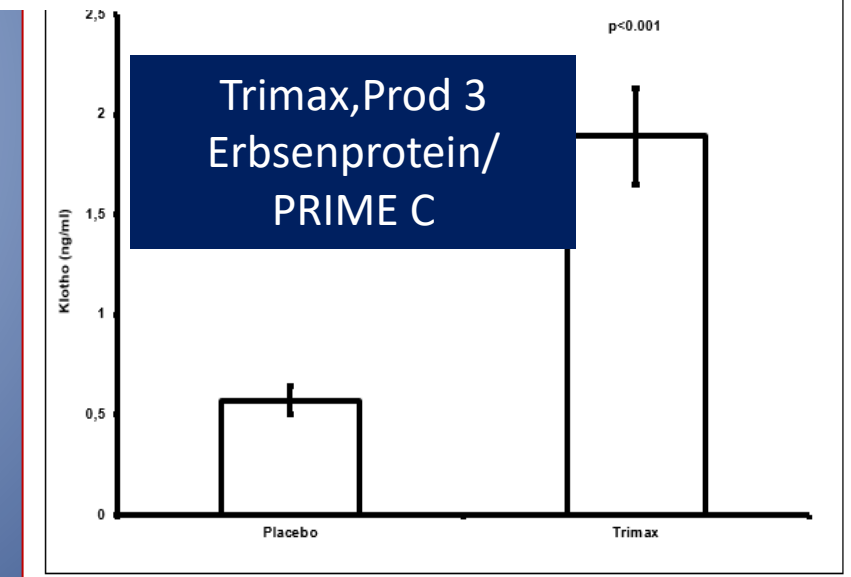 2,5
p<0.001
Trimax,Prod 3
Erbsenprotein/
PRIME C
2
1,5
Klotho (ng/ml)
1
0,5
0
Placebo
Trimax